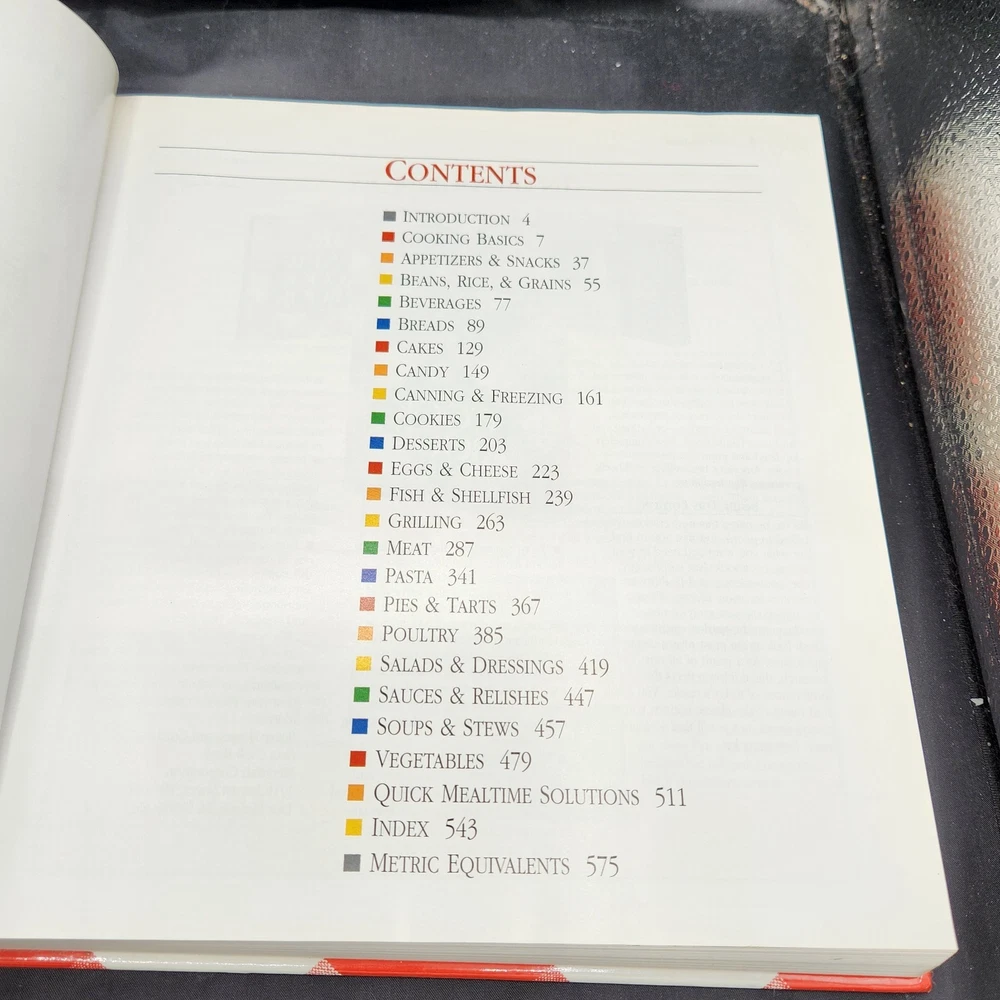 CONTENTS
INTRODUCTION 4
COOKING BASICS 7
APPETIZERS & SNACKS 37
BEANS, RICE, & GRAINS 55
BEVERAGES 77
BREADS 89
CAKES 129
CANDY 149
CANNING & FREEZING 161
COOKIES 179
DESSERTS 203
EGGS & CHEESE 223
FISH & SHELLFISH 239
GRILLING 263
MEAT 287
PASTA 341
PIES & TARTS 367
POULTRY 385
SALADS & DRESSINGS 419
SAUCES & RELISHES 447
SOUPS & STEWS 457
VEGETABLES 479
QUICK MEALTIME SOLUTIONS 511
INDEX 543
METRIC EQUIVALENTS 575